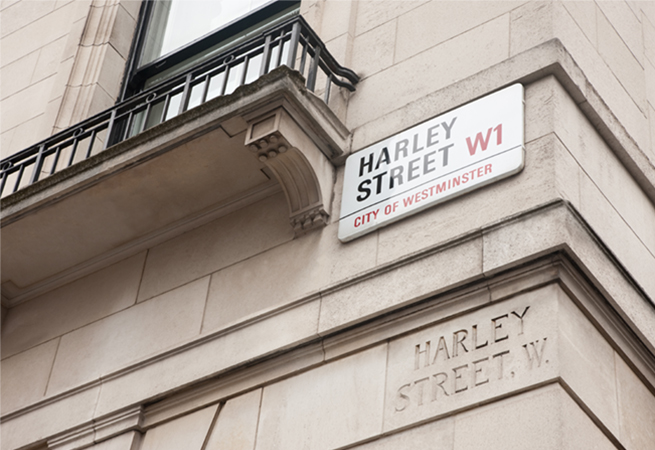 HARLEY
STREET W1
CITY OF WESTMINSTER
HARLEY
STREET, W.